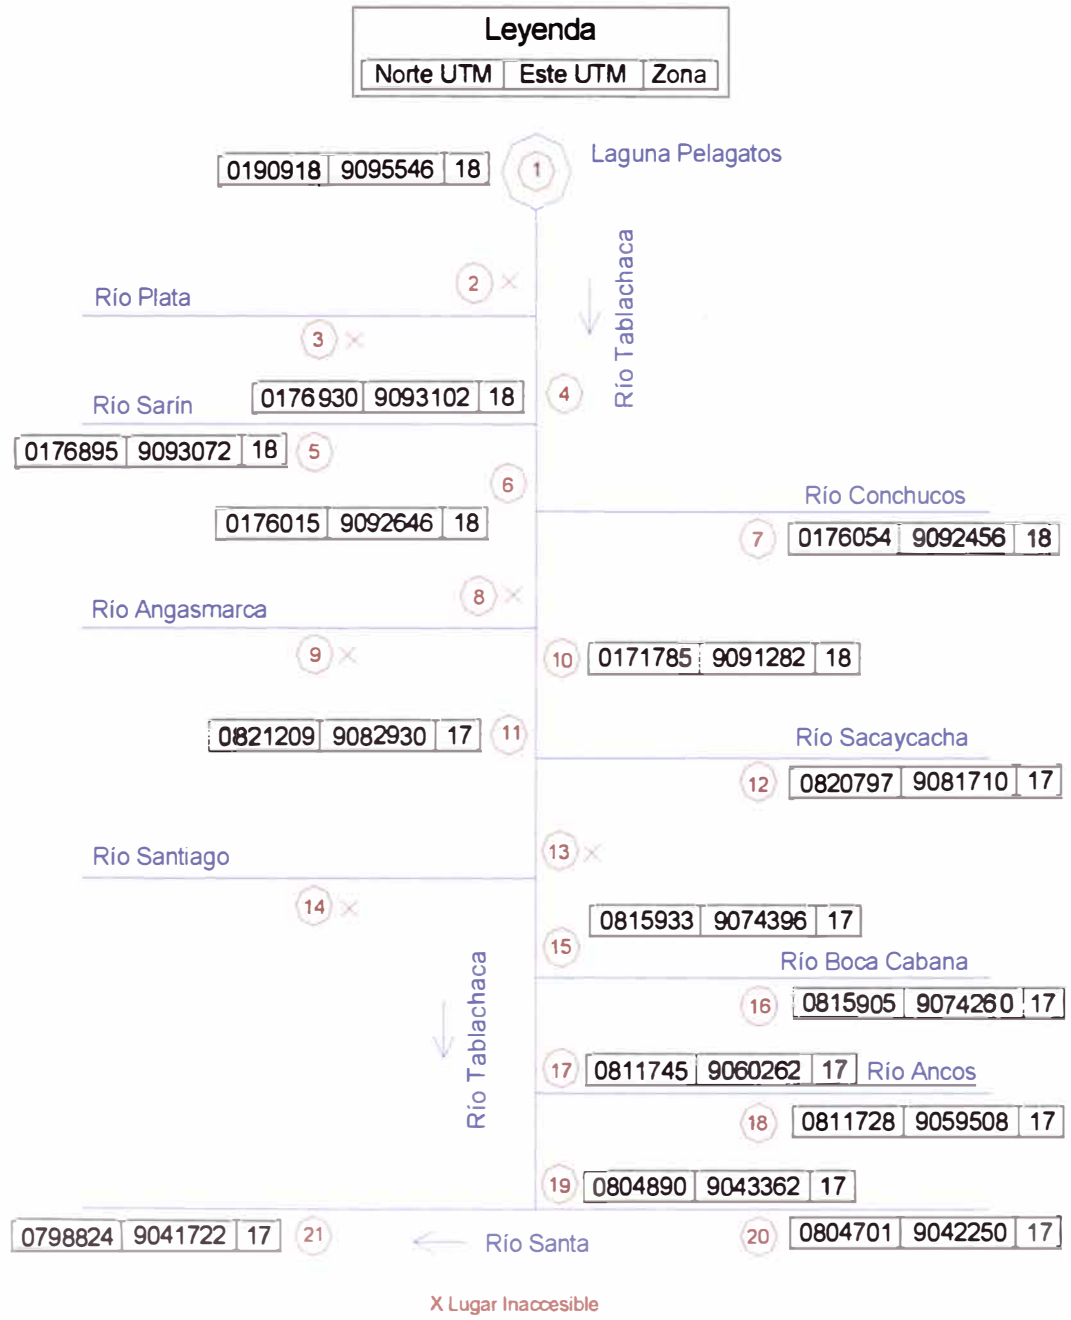 Leyenda
Norte UTM Este UTM Zona
0190918 9095546 18 1 Laguna Pelagatos
2 X
Río Plata
Río Tablachaca
3 X
0176930 9093102 18 4
Río Sarín
0176895 9093072 18 5
6
Río Conchucos
0176015 9092646 18
7 0176054 9092456 18
8 X
Río Angasmarca
9 X
10 0171785 9091282 18
0821209 9082930 17 11
Río Sacaycacha
12 0820797 9081710 17
13 X
Río Santiago
14 X
0815933 9074396 17
15
Río Boca Cabana
16 0815905 9074260 17
Río Tablachaca
17 0811745 9060262 17 Río Ancos
18 0811728 9059508 17
19 0804890 9043362 17
0798824 9041722 17 21 Río Santa 20 0804701 9042250 17
X Lugar Inaccesible